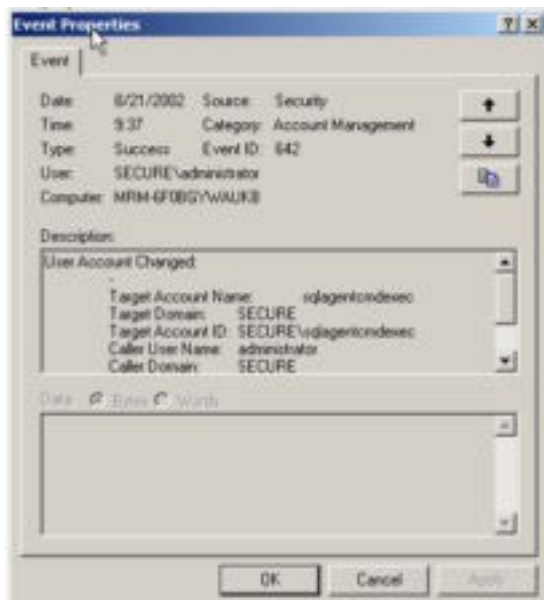 Event Properties
Event
Date: 8/21/2002 Source: Security
Time: 9:37 Category: Account Management
Type: Success Event ID: 642
User: SECURE\administrator
Computer:
Description:
User Account Changed:
-
Target Account Name: sqlagentcmdexec
Target Domain: SECURE
Target Account ID: SECURE\sqlagentcmdexec
Caller User Name: administrator
Caller Domain: SECURE
Data: Bytes Words
OK Cancel Apply